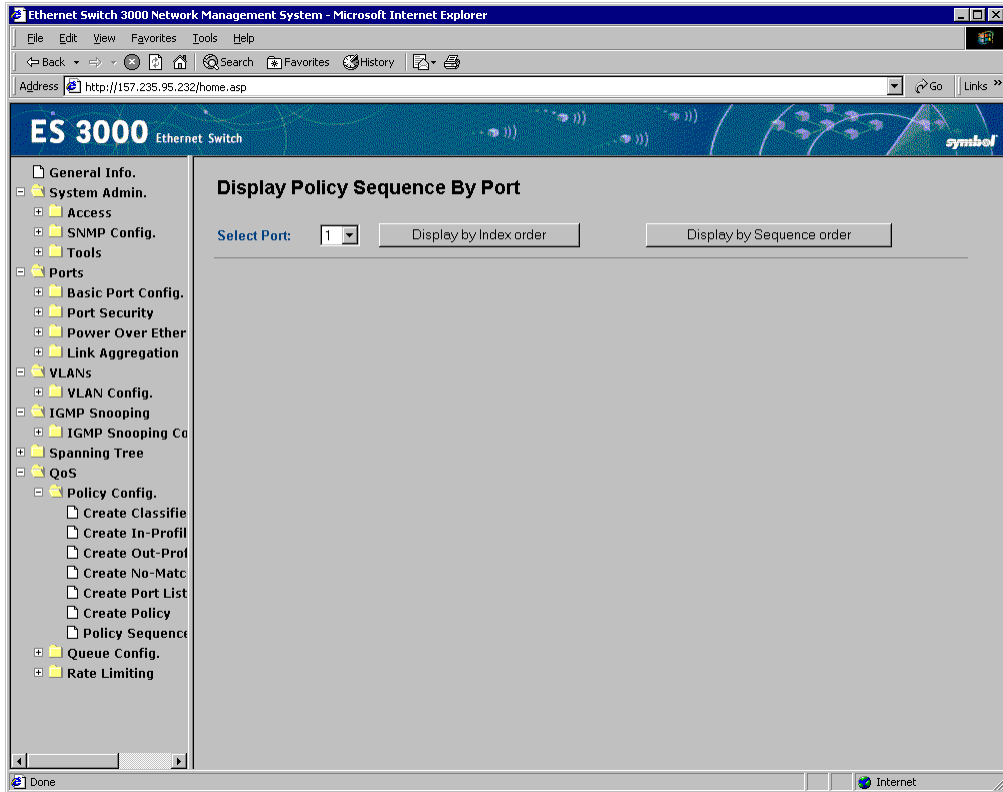 Ethernet Switch 3000 Network Management System - Microsoft Internet Explorer
File Edit View Favorites Tools Help
Back Search Favorites History
Address http://157.235.95.232/home.asp Go Links »
ES 3000 Ethernet Switch symbol
General Info.
System Admin.
Access
SNMP Config.
Tools
Ports
Basic Port Config.
Port Security
Power Over Ether
Link Aggregation
VLANs
VLAN Config.
IGMP Snooping
IGMP Snooping Co
Spanning Tree
QoS
Policy Config.
Create Classifie
Create In-Profil
Create Out-Prof
Create No-Matc
Create Port List
Create Policy
Policy Sequence
Queue Config.
Rate Limiting
Display Policy Sequence By Port
Select Port: 1 Display by Index order Display by Sequence order
Done Internet